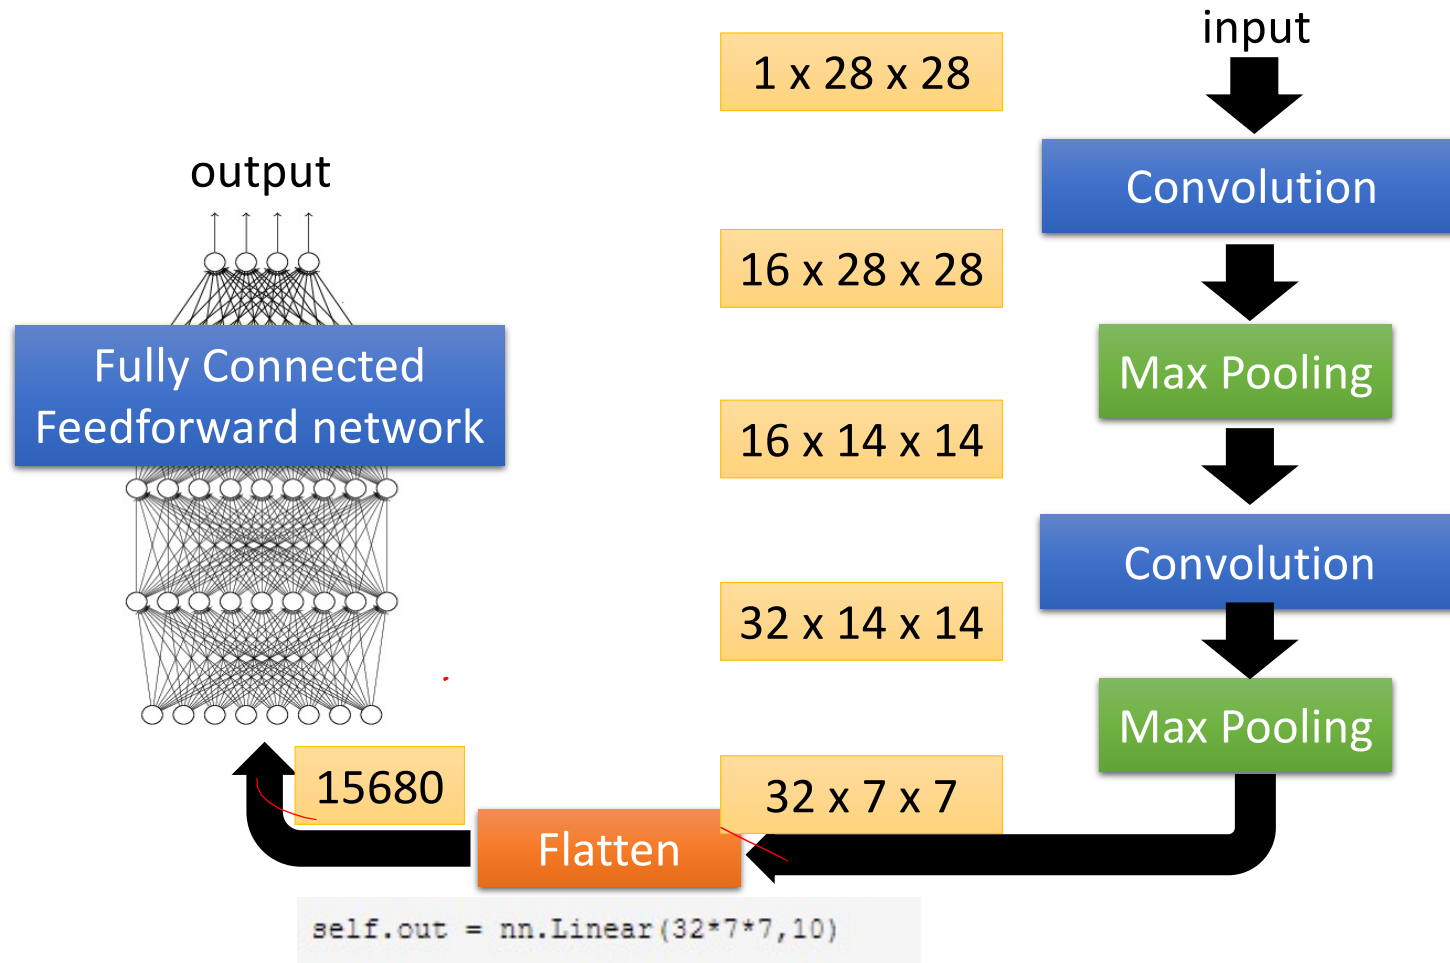 input
1 x 28 x 28
Convolution
16 x 28 x 28
Max Pooling
16 x 14 x 14
Convolution
32 x 14 x 14
Max Pooling
32 x 7 x 7
Flatten
15680
self.out = nn.Linear(32*7*7,10)
Fully Connected
Feedforward network
output